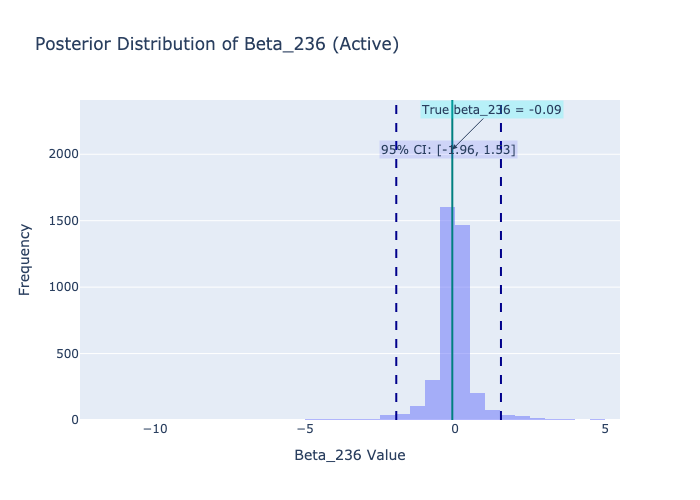 Posterior Distribution of Beta_236 (Active)
True beta_236 = -0.09
95% CI: [-1.96, 1.53]
2000
1500
1000
500
0
Frequency
−10
−5
0
5
Beta_236 Value